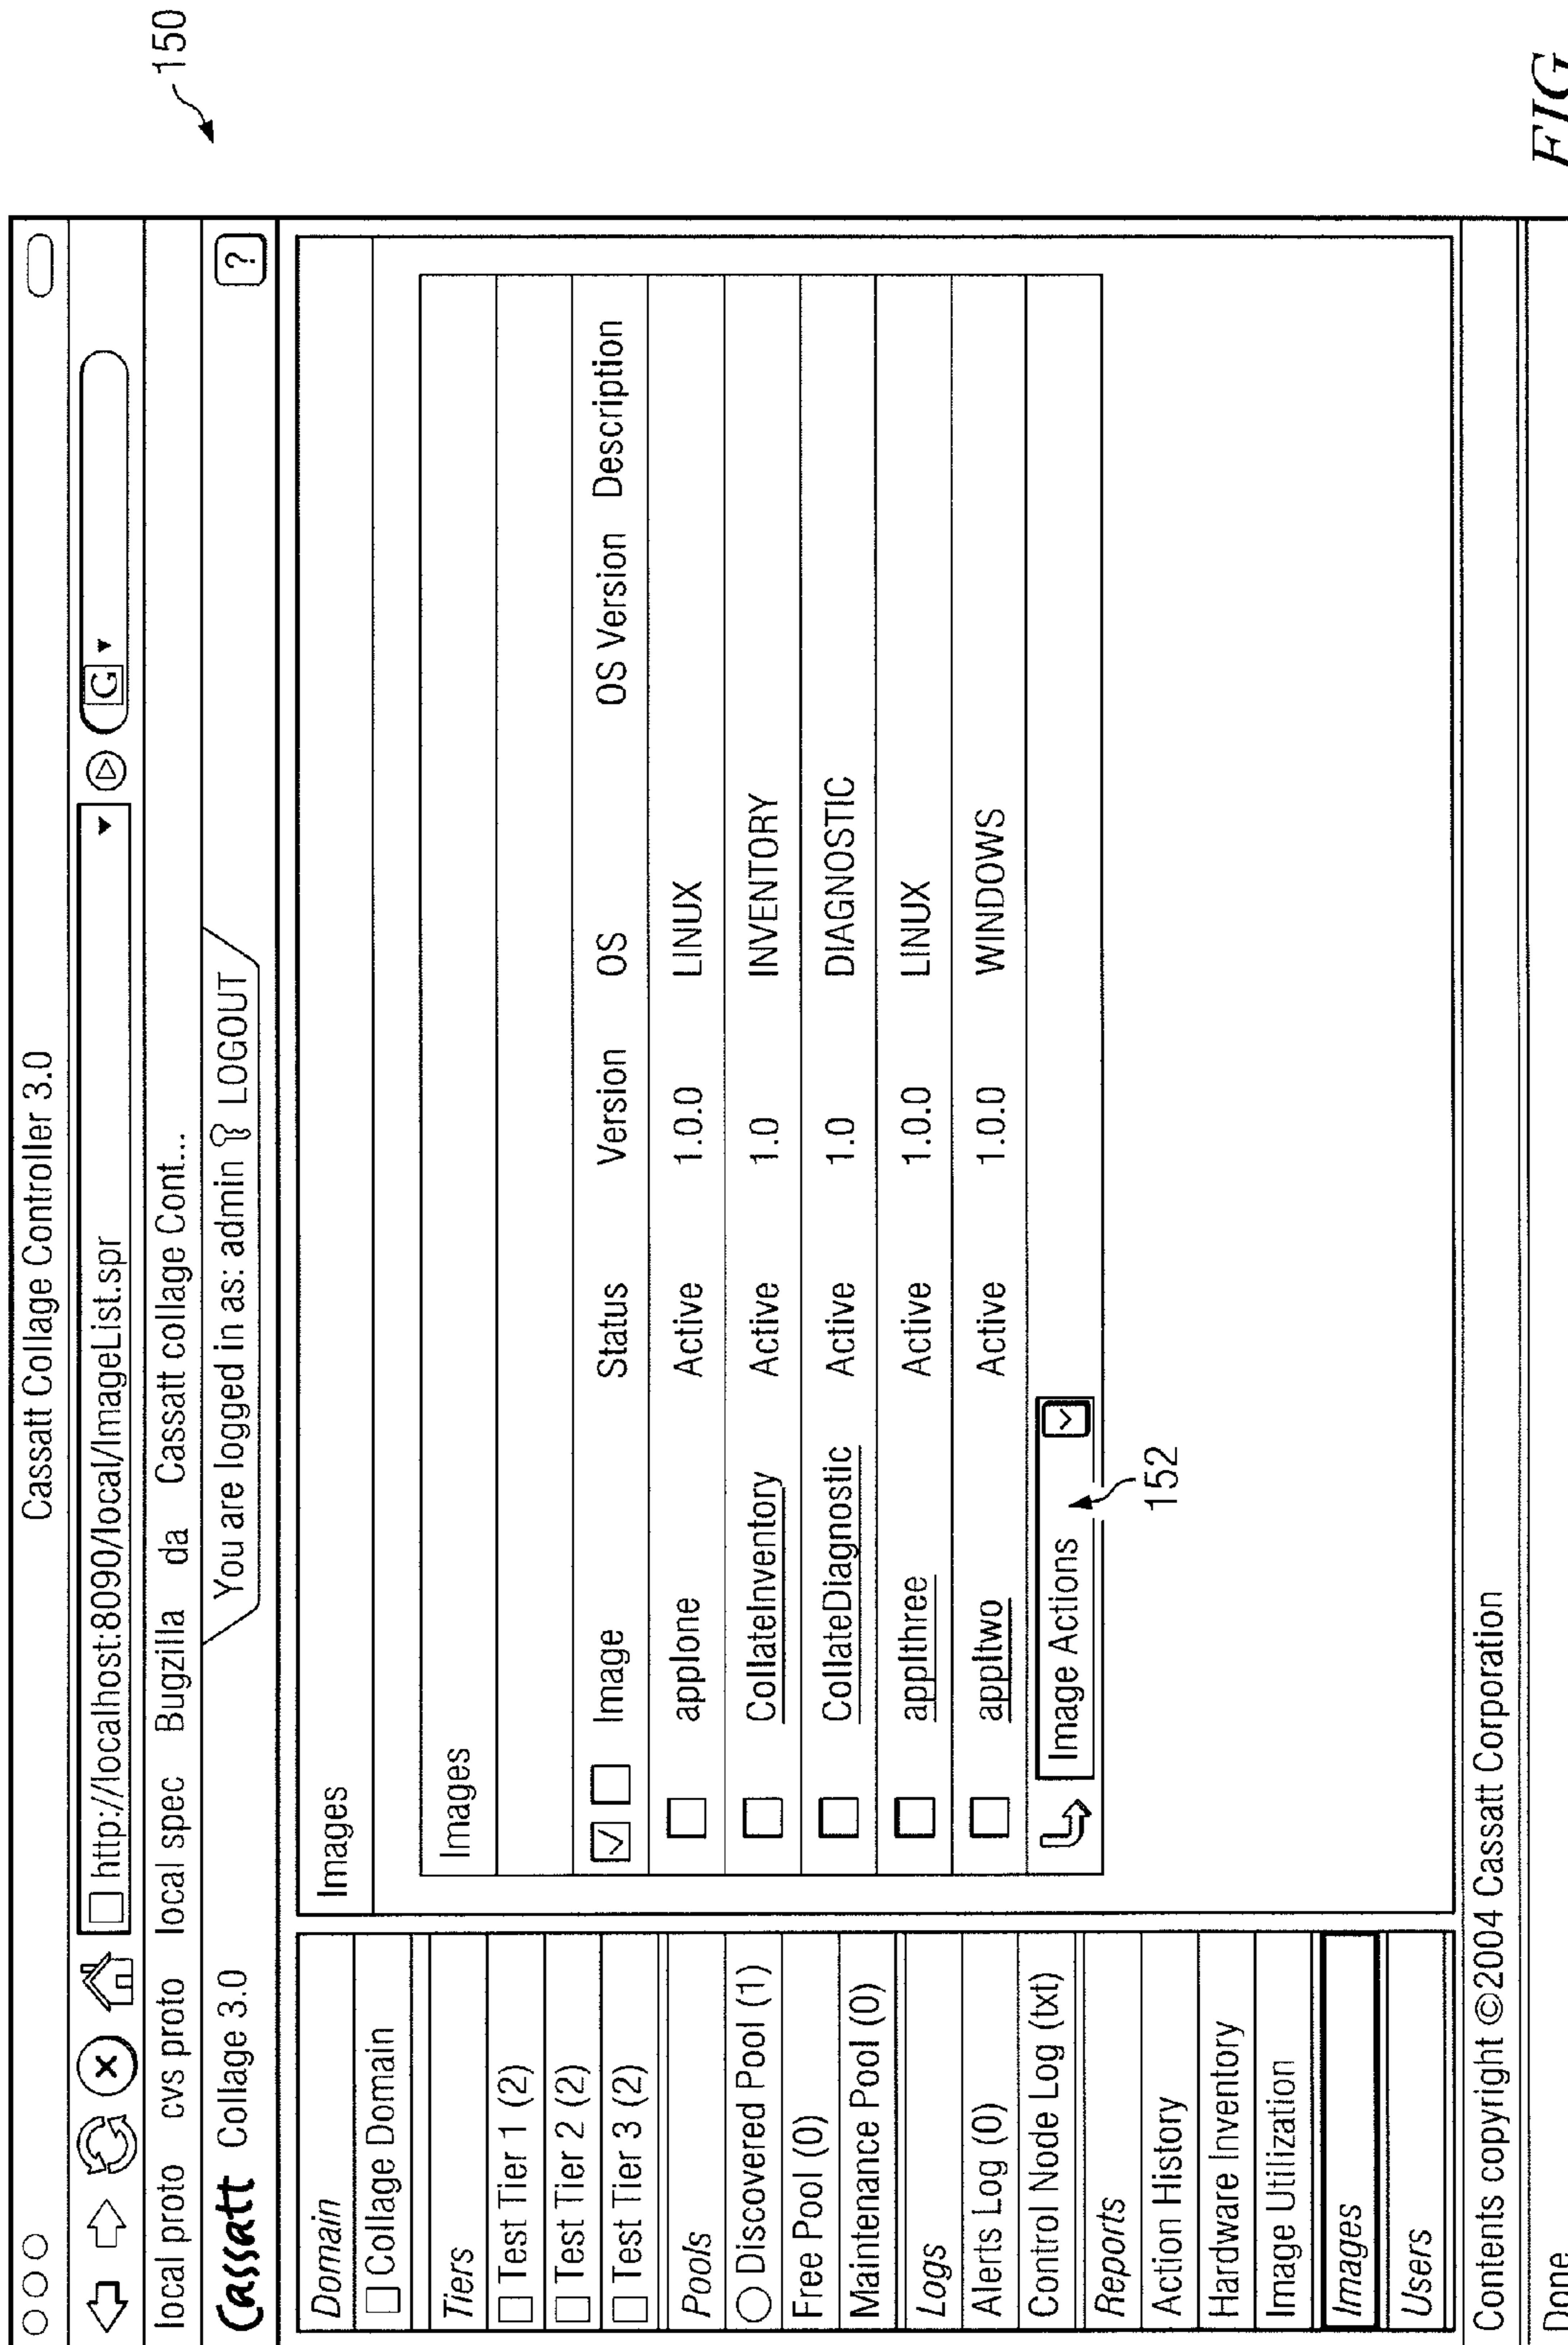 150
Cassatt Collage Controller 3.0
http://localhost:8090/local/ImageList.spr
G
local proto cvs proto local spec Bugzilla da Cassatt collage Cont...
Cassatt Collage 3.0
You are logged in as: admin LOGOUT
?
Domain
Collage Domain
Tiers
Test Tier 1 (2)
Test Tier 2 (2)
Test Tier 3 (2)
Pools
Discovered Pool (1)
Free Pool (0)
Maintenance Pool (0)
Logs
Alerts Log (0)
Control Node Log (txt)
Reports
Action History
Hardware Inventory
Image Utilization
Images
Users
Images
Images
Image Status Version OS OS Version Description
applone Active 1.0.0 LINUX
CollateInventory Active 1.0 INVENTORY
CollateDiagnostic Active 1.0 DIAGNOSTIC
applthree Active 1.0.0 LINUX
appltwo Active 1.0.0 WINDOWS
Image Actions
152
Contents copyright ©2004 Cassatt Corporation
Done
FIG